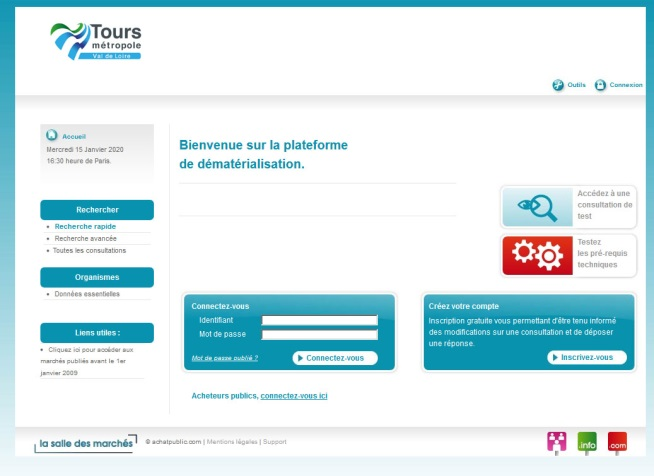 Tours
métropole
Val de Loire
Outils
Connexion
Accueil
Mercredi 15 Janvier 2020
16:30 heure de Paris.
Bienvenue sur la plateforme
de dématérialisation.
Rechercher
Recherche rapide
Recherche avancée
Toutes les consultations
Organismes
Données essentielles
Liens utiles :
Cliquez ici pour accéder aux
marchés publiés avant le 1er
janvier 2009
Accédez à une
consultation de
test
Testez
les pré-requis
techniques
Connectez-vous
Identifiant
Mot de passe
Mot de passe oublié ?
Connectez-vous
Créez votre compte
Inscription gratuite vous permettant d'être tenu informé
des modifications sur une consultation et de déposer
une réponse.
Inscrivez-vous
Acheteurs publics, connectez-vous ici
la salle des marchés
© achatpublic.com | Mentions légales | Support
.info
.com